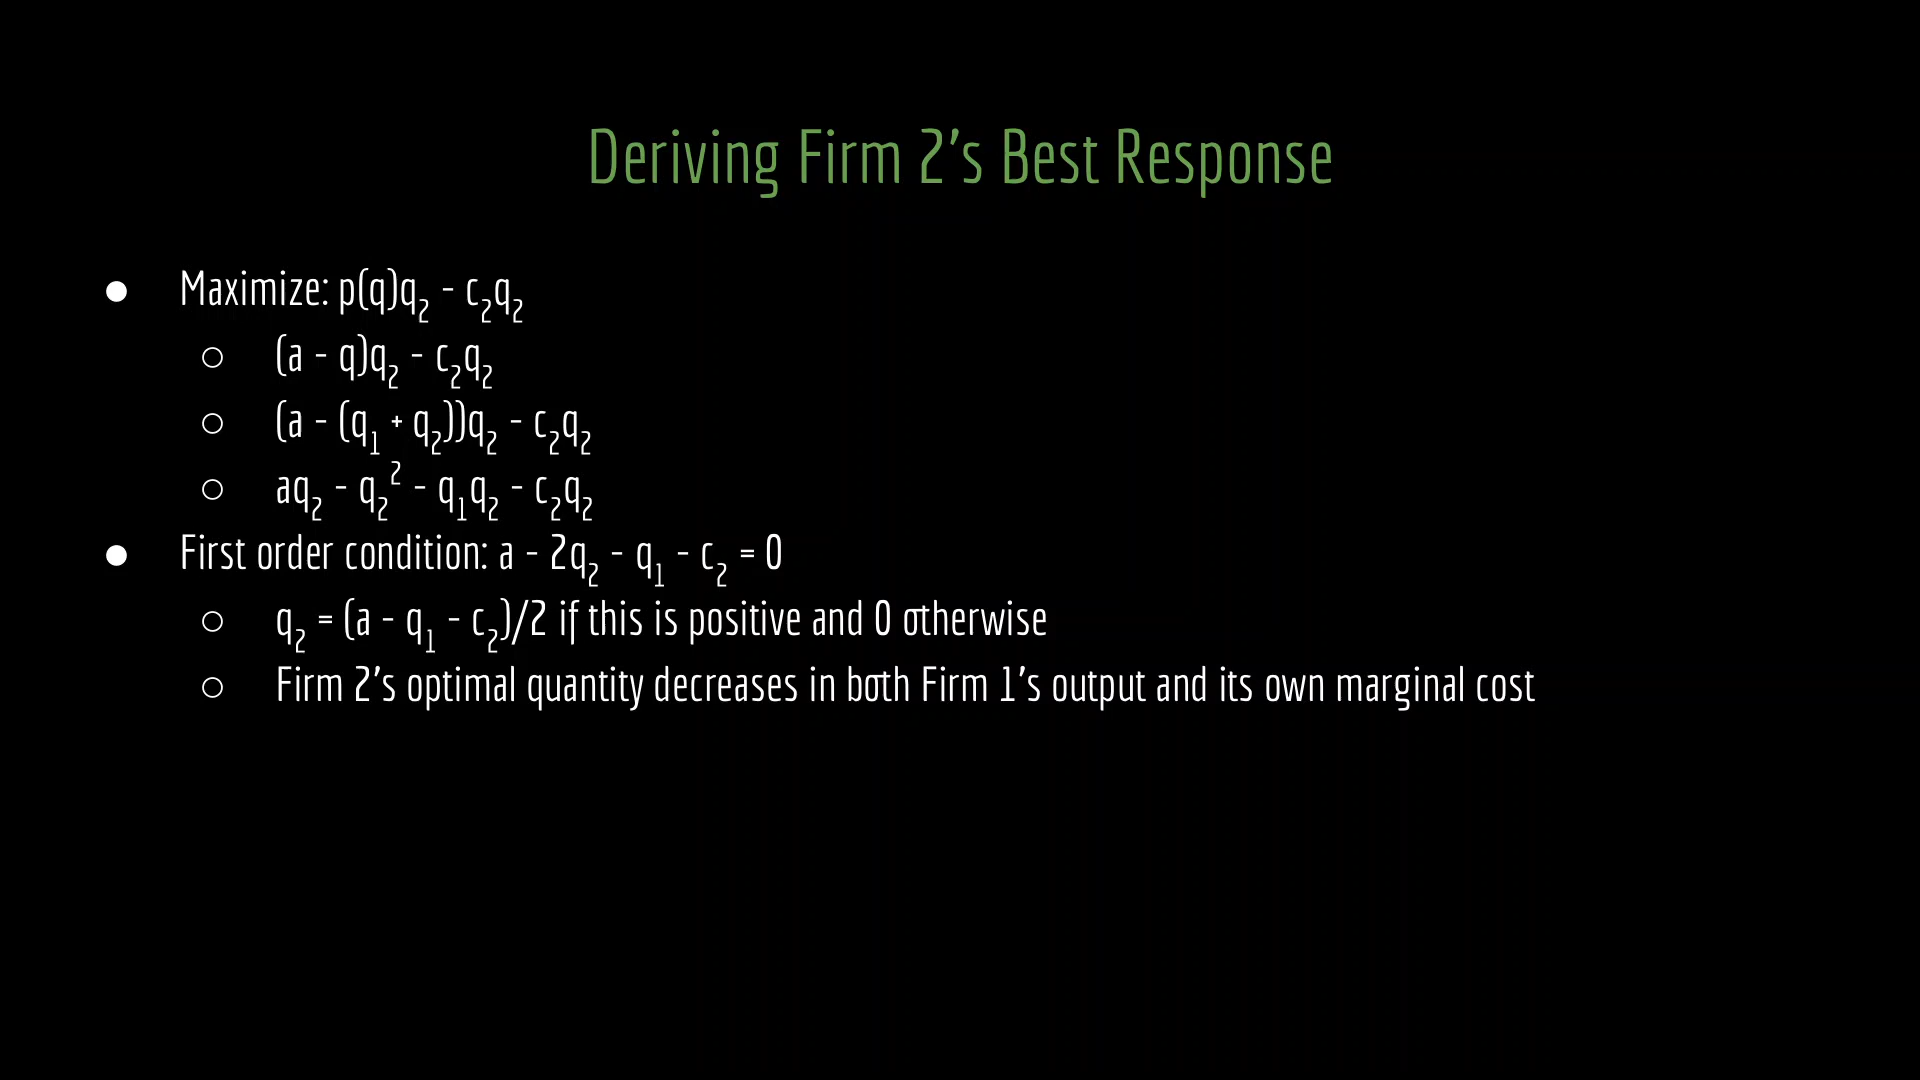 Deriving Firm 2's Best Response
● Maximize: p(q)q₂ - c₂q₂
○ (a - q)q₂ - c₂q₂
○ (a - (q₁ + q₂))q₂ - c₂q₂
○ aq₂ - q₂² - q₁q₂ - c₂q₂
● First order condition: a - 2q₂ - q₁ - c₂ = 0
○ q₂ = (a - q₁ - c₂)/2 if this is positive and 0 otherwise
○ Firm 2's optimal quantity decreases in both Firm 1's output and its own marginal cost